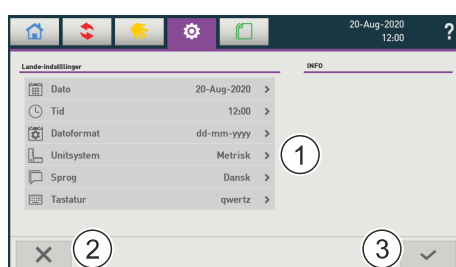 20-Aug-2020
12:00
?
Lande-indstillinger
INFO
Dato 20-Aug-2020 >
Tid 12:00 >
Datoformat dd-mm-yyyy >
Unitsystem Metrisk >
Sprog Dansk >
Tastatur qwertz >
1
2
3